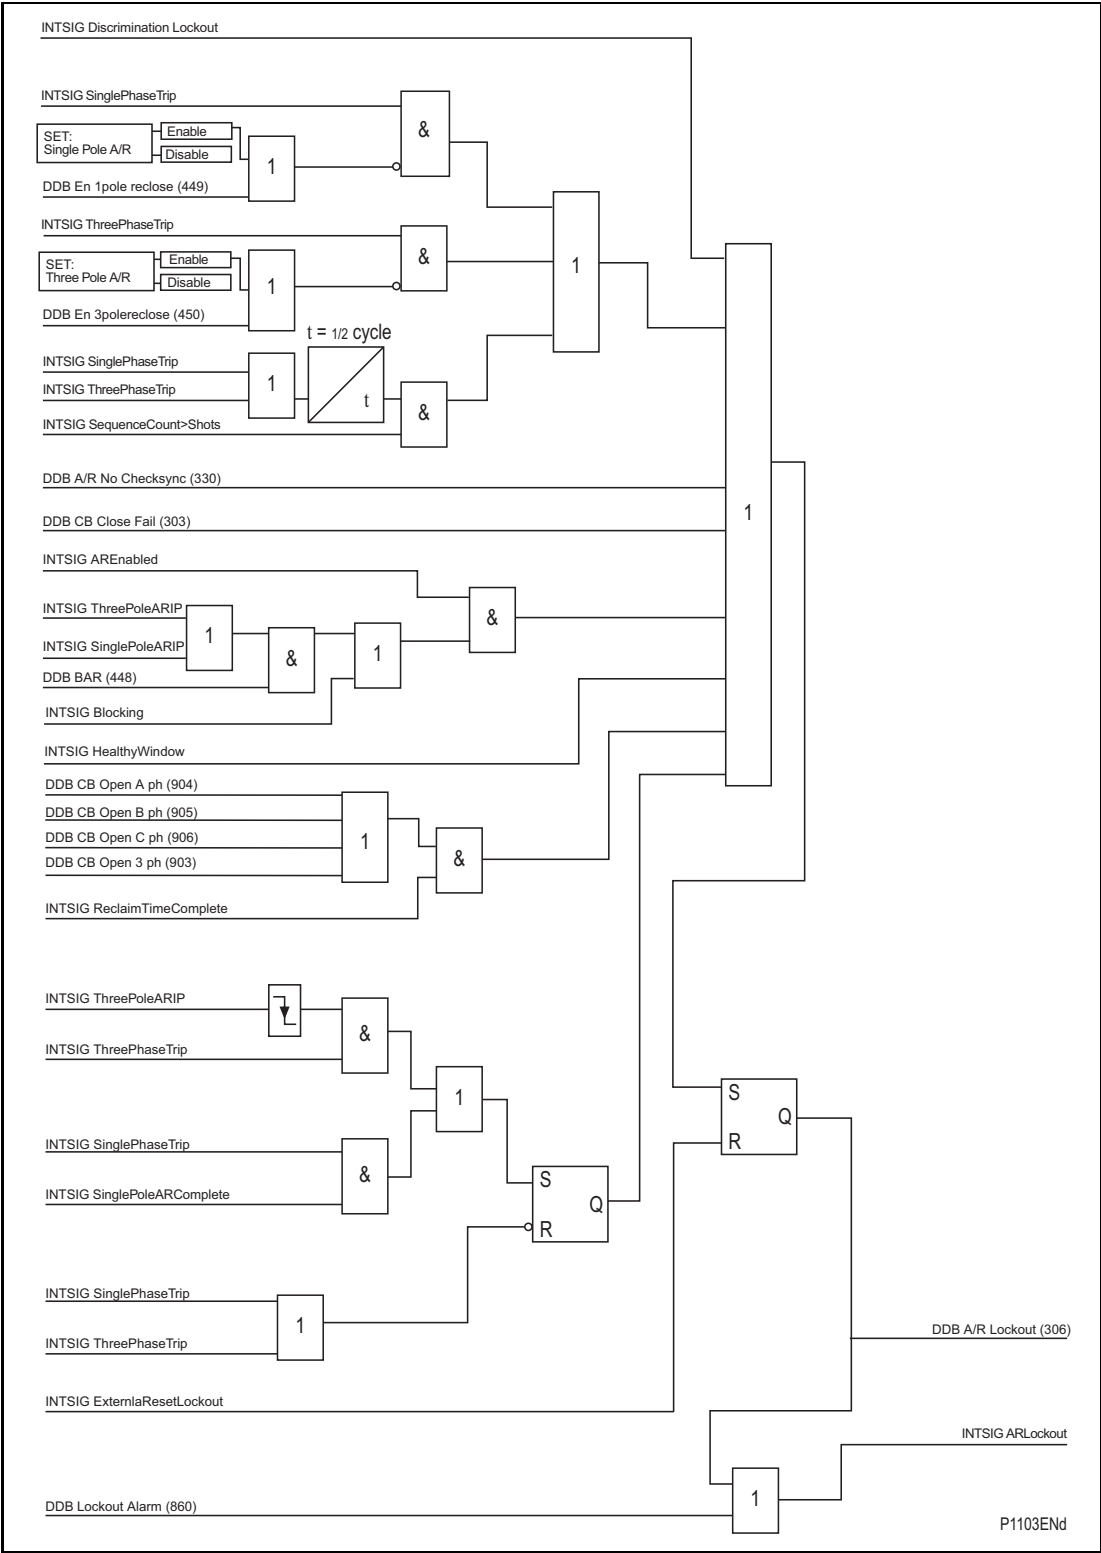 INTSIG Discrimination Lockout
INTSIG SinglePhaseTrip
&
SET:
Single Pole A/R
Enable
Disable
1
DDB En 1pole reclose (449)
INTSIG ThreePhaseTrip
&
SET:
Three Pole A/R
Enable
Disable
1
1
DDB En 3polereclose (450)
t = 1/2 cycle
INTSIG SinglePhaseTrip
INTSIG ThreePhaseTrip
1
t
&
INTSIG SequenceCount>Shots
DDB A/R No Checksync (330)
DDB CB Close Fail (303)
1
INTSIG AREnabled
&
INTSIG ThreePoleARIP
1
INTSIG SinglePoleARIP
&
1
DDB BAR (448)
INTSIG Blocking
INTSIG HealthyWindow
DDB CB Open A ph (904)
DDB CB Open B ph (905)
DDB CB Open C ph (906)
1
DDB CB Open 3 ph (903)
&
INTSIG ReclaimTimeComplete
INTSIG ThreePoleARIP
&
INTSIG ThreePhaseTrip
1
S
Q
R
INTSIG SinglePhaseTrip
&
INTSIG SinglePoleARComplete
S
Q
R
INTSIG SinglePhaseTrip
1
INTSIG ThreePhaseTrip
DDB A/R Lockout (306)
INTSIG ExternlaResetLockout
INTSIG ARLockout
1
DDB Lockout Alarm (860)
P1103ENd